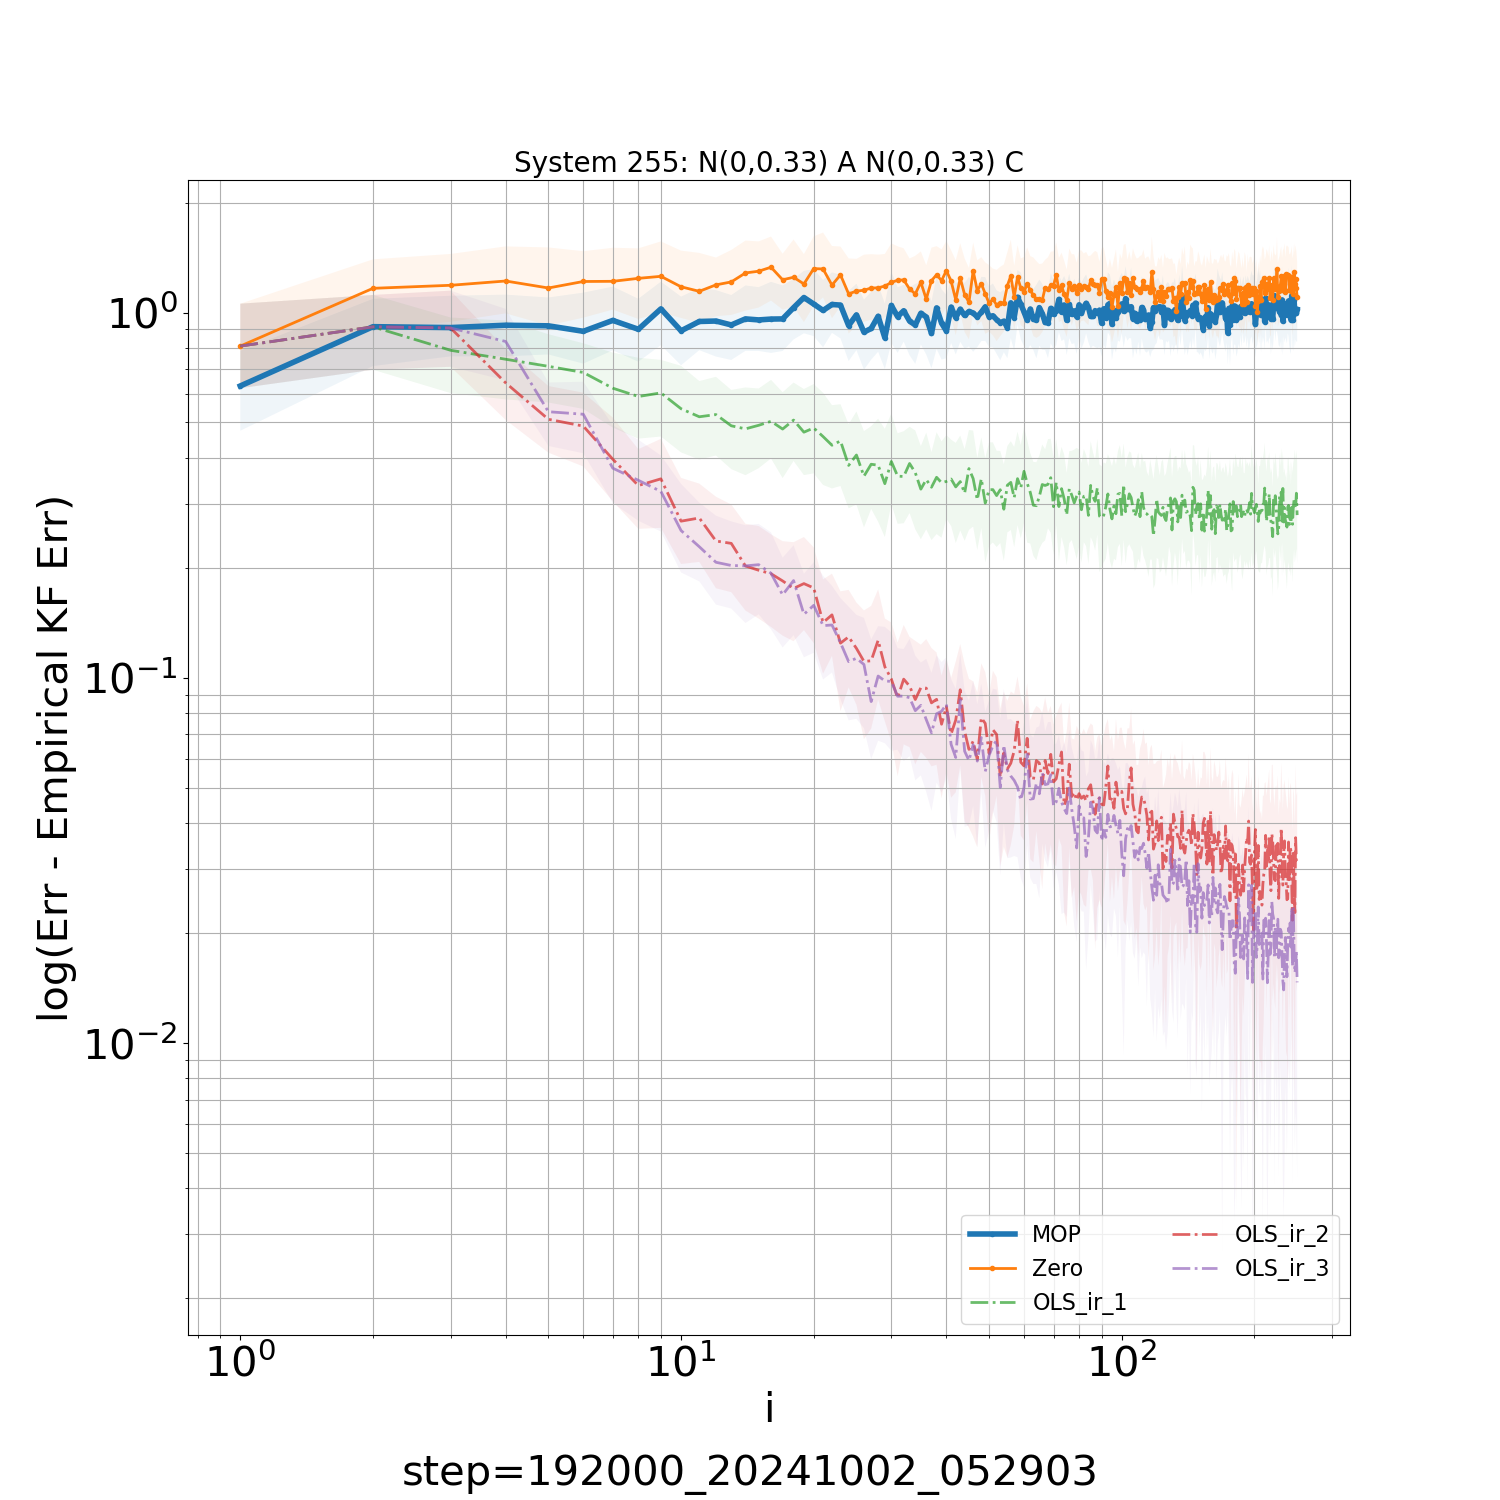 System 255: N(0,0.33) A N(0,0.33) C
log(Err - Empirical KF Err)
10⁰
10⁻¹
10⁻²
10⁰ 10¹ 10²
i
MOP
Zero
OLS_ir_1
OLS_ir_2
OLS_ir_3
step=192000_20241002_052903